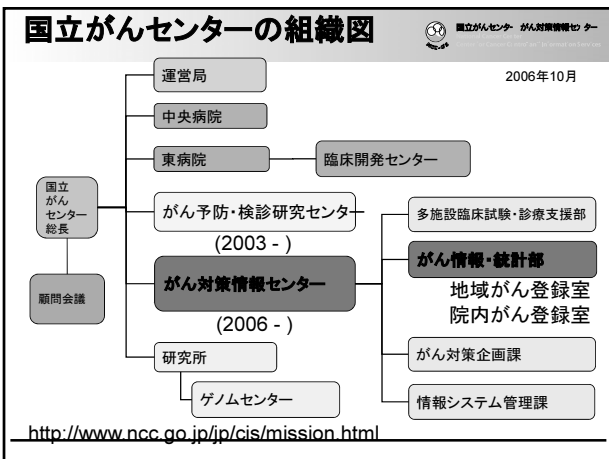 国立がんセンターの組織図
国立がんセンター がん対策情報センター
2006年10月
運営局
中央病院
東病院
臨床開発センター
国立
がん
センター
総長
がん予防・検診研究センター
(2003 - )
多施設臨床試験・診療支援部
がん対策情報センター
(2006 - )
がん情報・統計部
地域がん登録室
院内がん登録室
顧問会議
研究所
がん対策企画課
ゲノムセンター
情報システム管理課
http://www.ncc.go.jp/jp/cis/mission.html